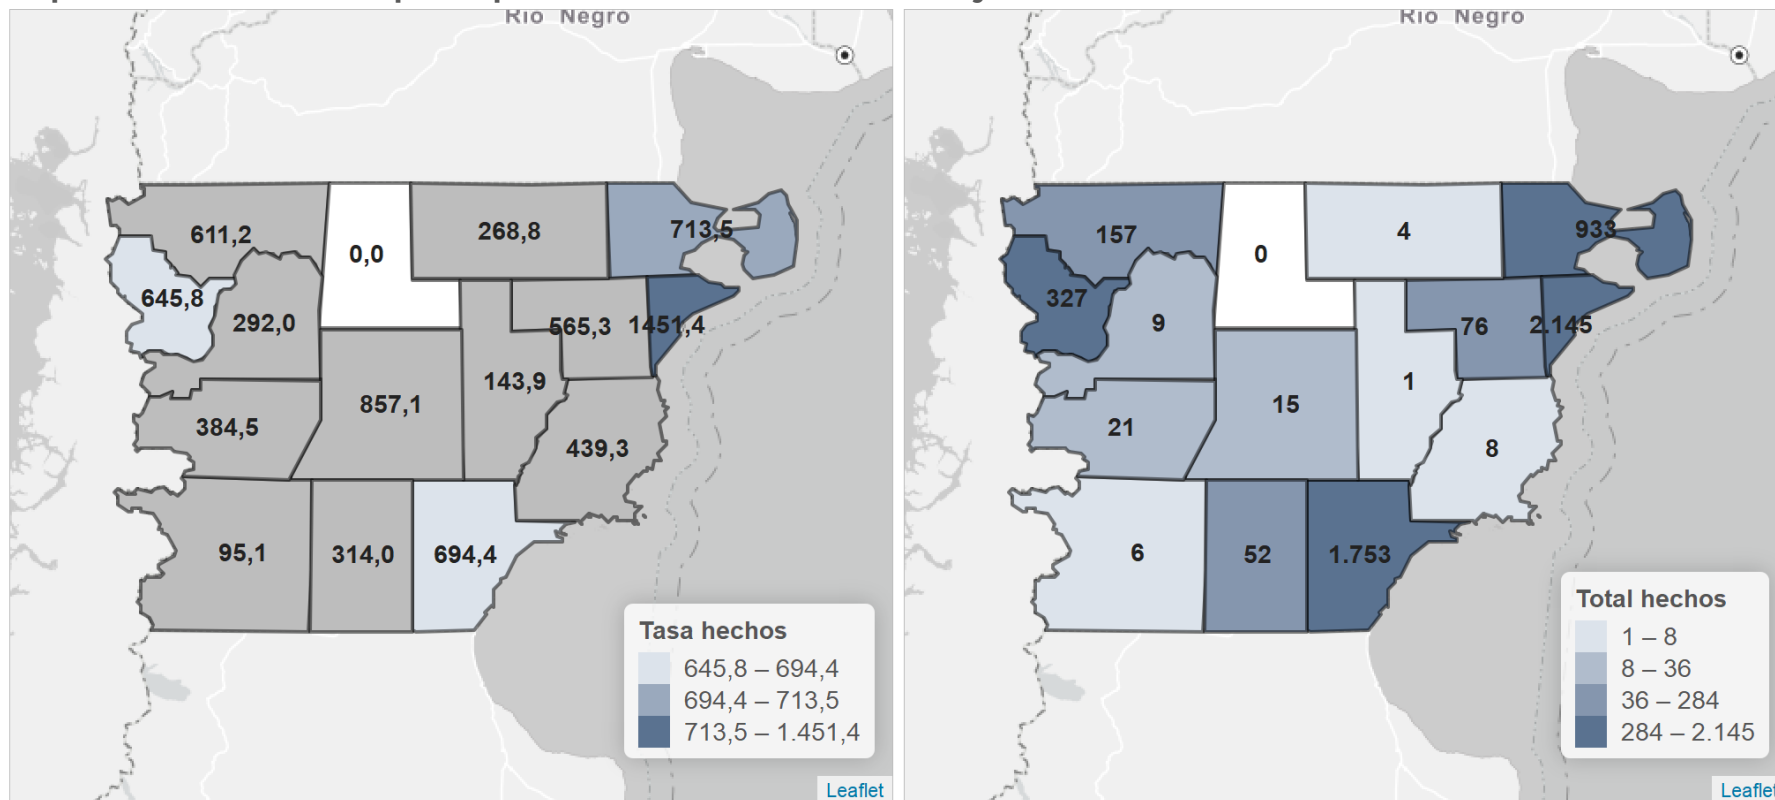 Río Negro
611,2
0,0
268,8
713,5
645,8
292,0
565,3
1451,4
143,9
857,1
384,5
439,3
95,1
314,0
694,4
Tasa hechos
645,8 – 694,4
694,4 – 713,5
713,5 – 1.451,4
Leaflet
Río Negro
157
0
4
933
327
9
76
2.145
1
15
21
8
6
52
1.753
Total hechos
1 – 8
8 – 36
36 – 284
284 – 2.145
Leaflet